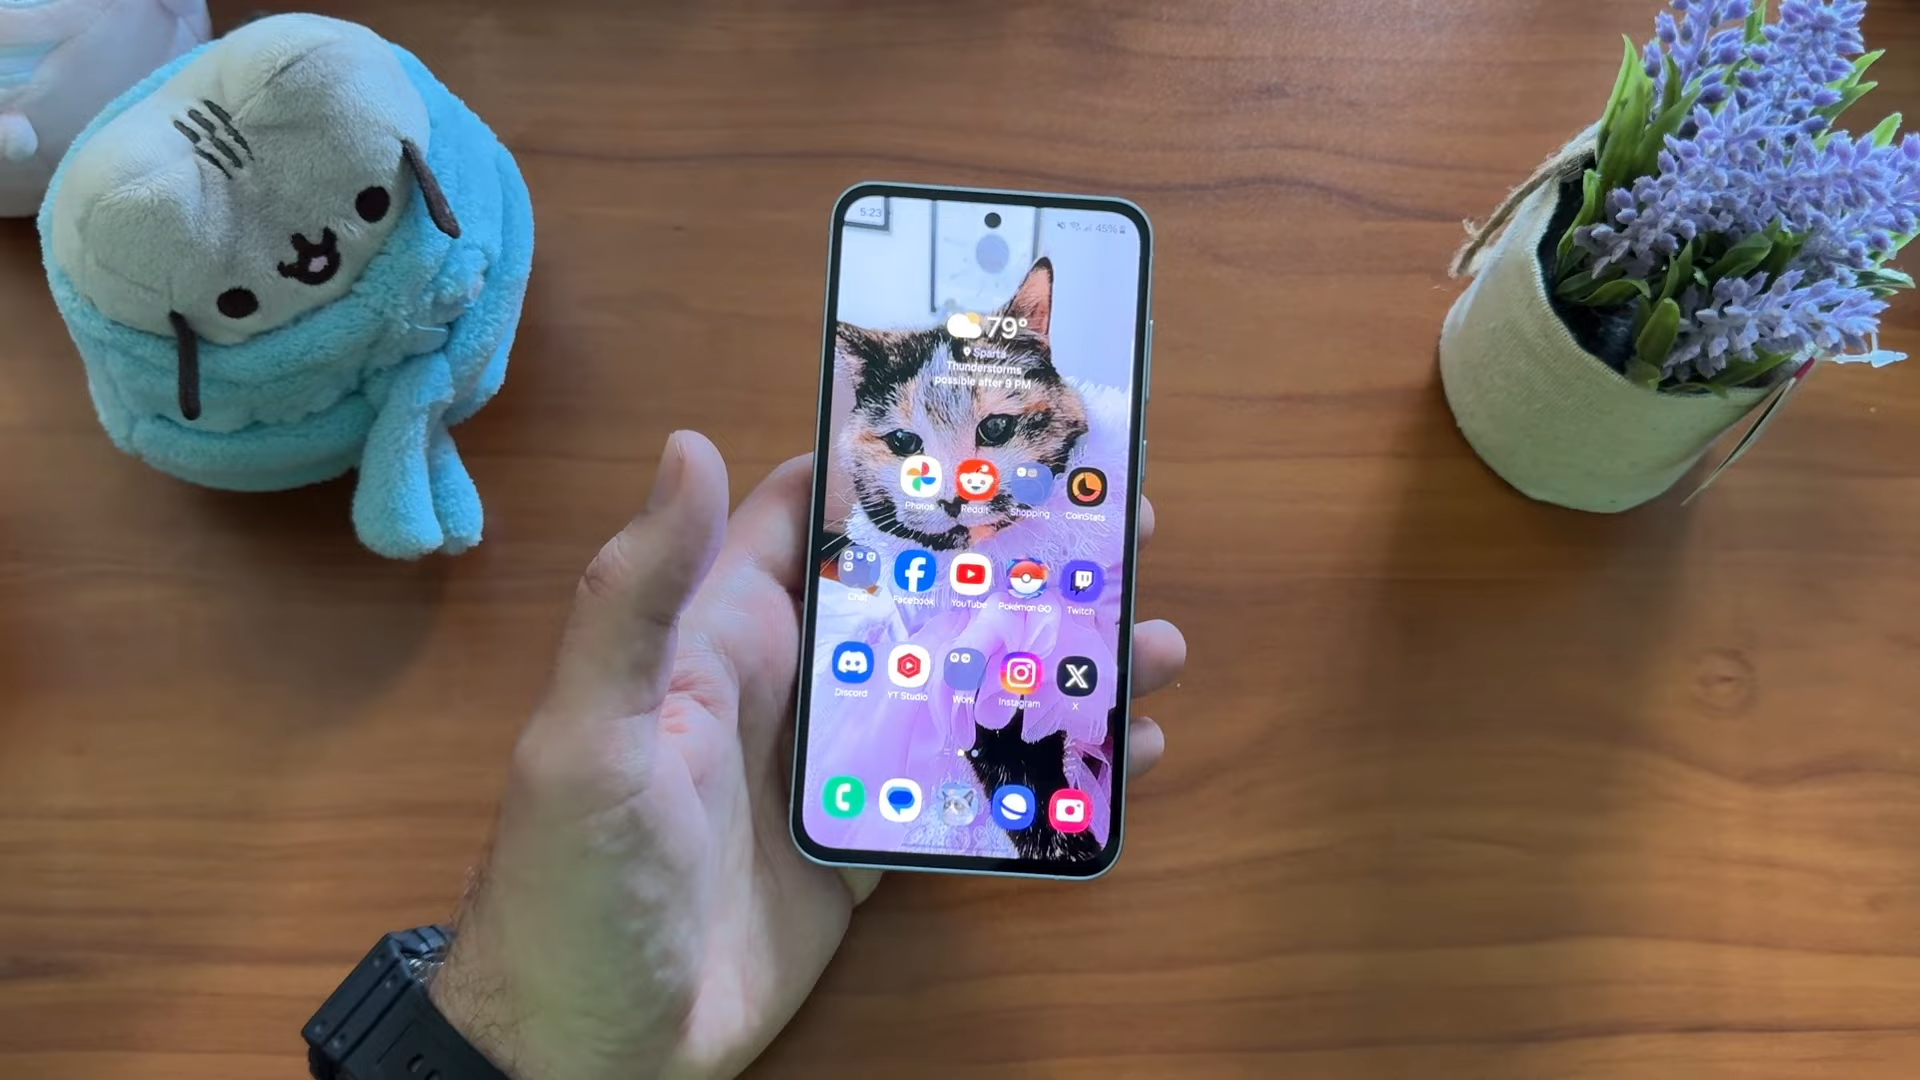 5:23
45%
79°
Sparta
Thunderstorms
possible after 9 PM
Photos
Reddit
Shopping
CoinStats
Chat
Facebook
YouTube
Pokémon GO
Twitch
Discord
YT Studio
Work
Instagram
X